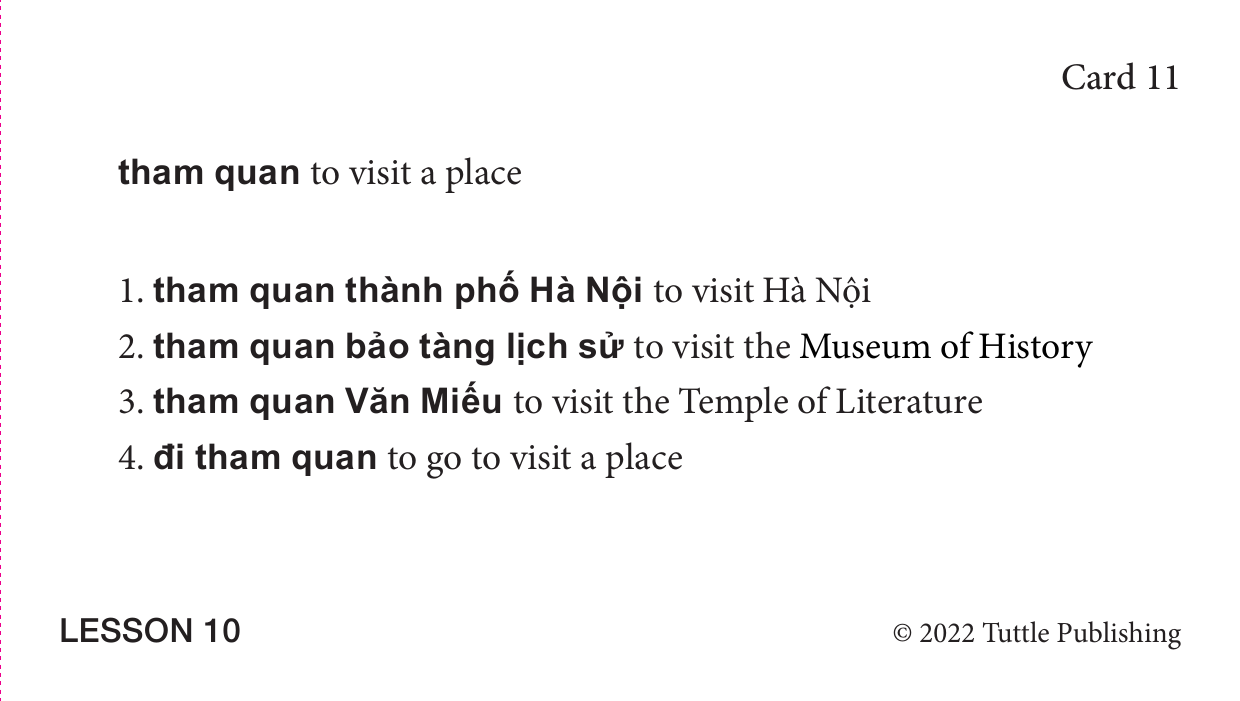 Card 11
tham quan to visit a place
1. tham quan thành phố Hà Nội to visit Hà Nội
2. tham quan bảo tàng lịch sử to visit the Museum of History
3. tham quan Văn Miếu to visit the Temple of Literature
4. đi tham quan to go to visit a place
LESSON 10
© 2022 Tuttle Publishing